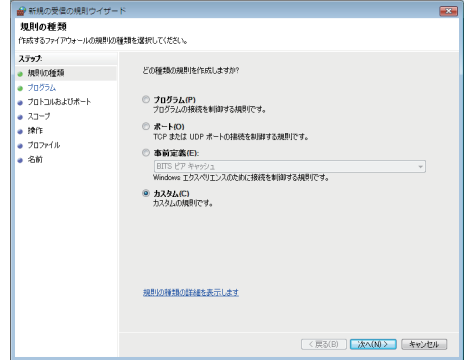 新規の受信の規則ウィザード
規則の種類
作成するファイアウォールの規則の種類を選択してください。
ステップ:
規則の種類
プログラム
プロトコルおよびポート
スコープ
操作
プロファイル
名前
どの種類の規則を作成しますか?
プログラム(P)
プログラムの接続を制御する規則です。
ポート(O)
TCP または UDP ポートの接続を制御する規則です。
事前定義(E):
BITS ピア キャッシュ
Windows エクスペリエンスのために接続を制御する規則です。
カスタム(C)
カスタムの規則です。
規則の種類の詳細を表示します
< 戻る(B)
次へ(N) >
キャンセル